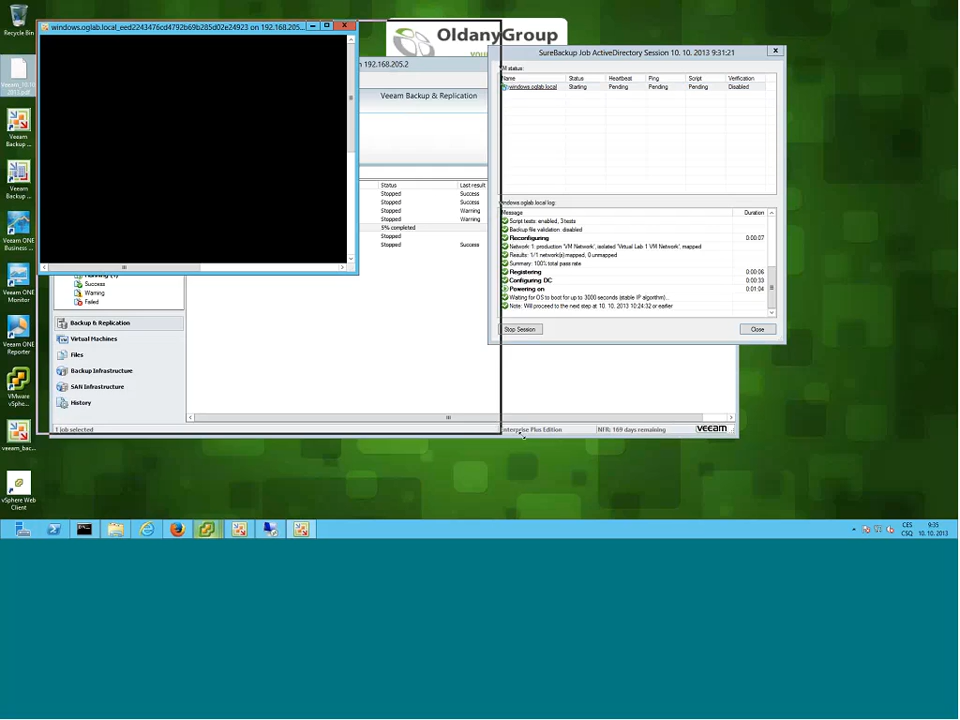 Recycle Bin
Veeam_10.10
2013.pdf
Veeam
Backup ...
Veeam
Backup ...
Veeam ONE
Business ...
Veeam ONE
Monitor
Veeam ONE
Reporter
VMware
vSphe...
veeam_bac...
vSphere Web
Client
windows.oglab.local_eed2243476cd4792b69b285d02e24923 on 192.168.205...
OldanyGroup
on 192.168.205.2
Veeam Backup & Replication
Status Last result
Stopped Success
Stopped Success
Stopped Warning
Stopped Warning
5% completed
Stopped
Stopped Success
Success
Warning
Failed
Backup & Replication
Virtual Machines
Files
Backup Infrastructure
SAN Infrastructure
History
1 job selected
Enterprise Plus Edition NFR: 169 days remaining veeam
SureBackup Job ActiveDirectory Session 10. 10. 2013 9:31:21
VM status:
Name Status Heartbeat Ping Script Verification
windows.oglab.local Starting Pending Pending Pending Disabled
windows.oglab.local log:
Message Duration
Script tests: enabled, 3 tests
Backup file validation: disabled
Reconfiguring 0:00:07
Network 1: production 'VM Network', isolated 'Virtual Lab 1 VM Network', mapped
Results: 1/1 network(s) mapped, 0 unmapped
Summary: 100% total pass rate
Registering 0:00:06
Configuring DC 0:00:33
Powering on 0:01:04
Waiting for OS to boot for up to 3000 seconds (stable IP algorithm)...
Note: Will proceed to the next step at 10. 10. 2013 10:24:32 or earlier
Stop Session Close
CES 9:35
CSQ 10. 10. 2013